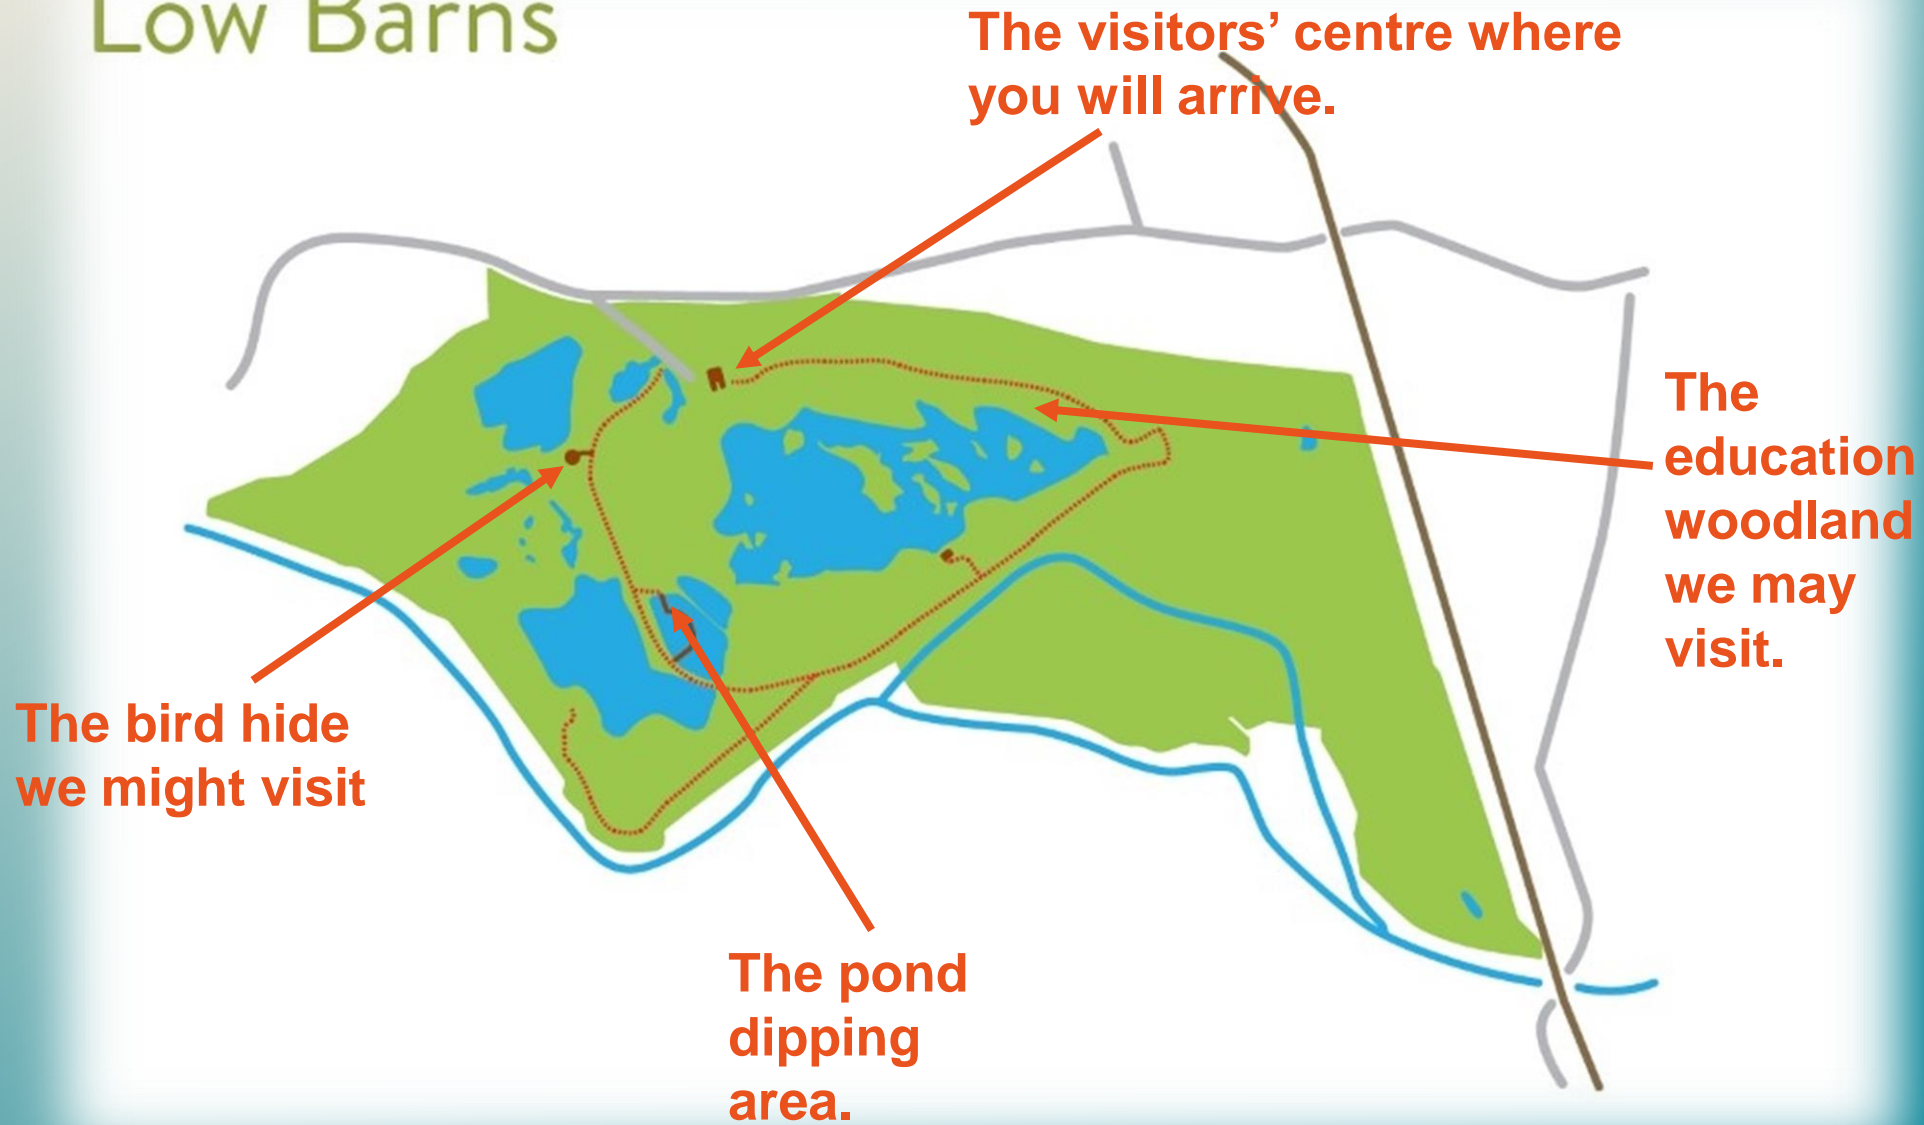 Low Barns
The visitors’ centre where
you will arrive.
The
education
woodland
we may
visit.
The bird hide
we might visit
The pond
dipping
area.